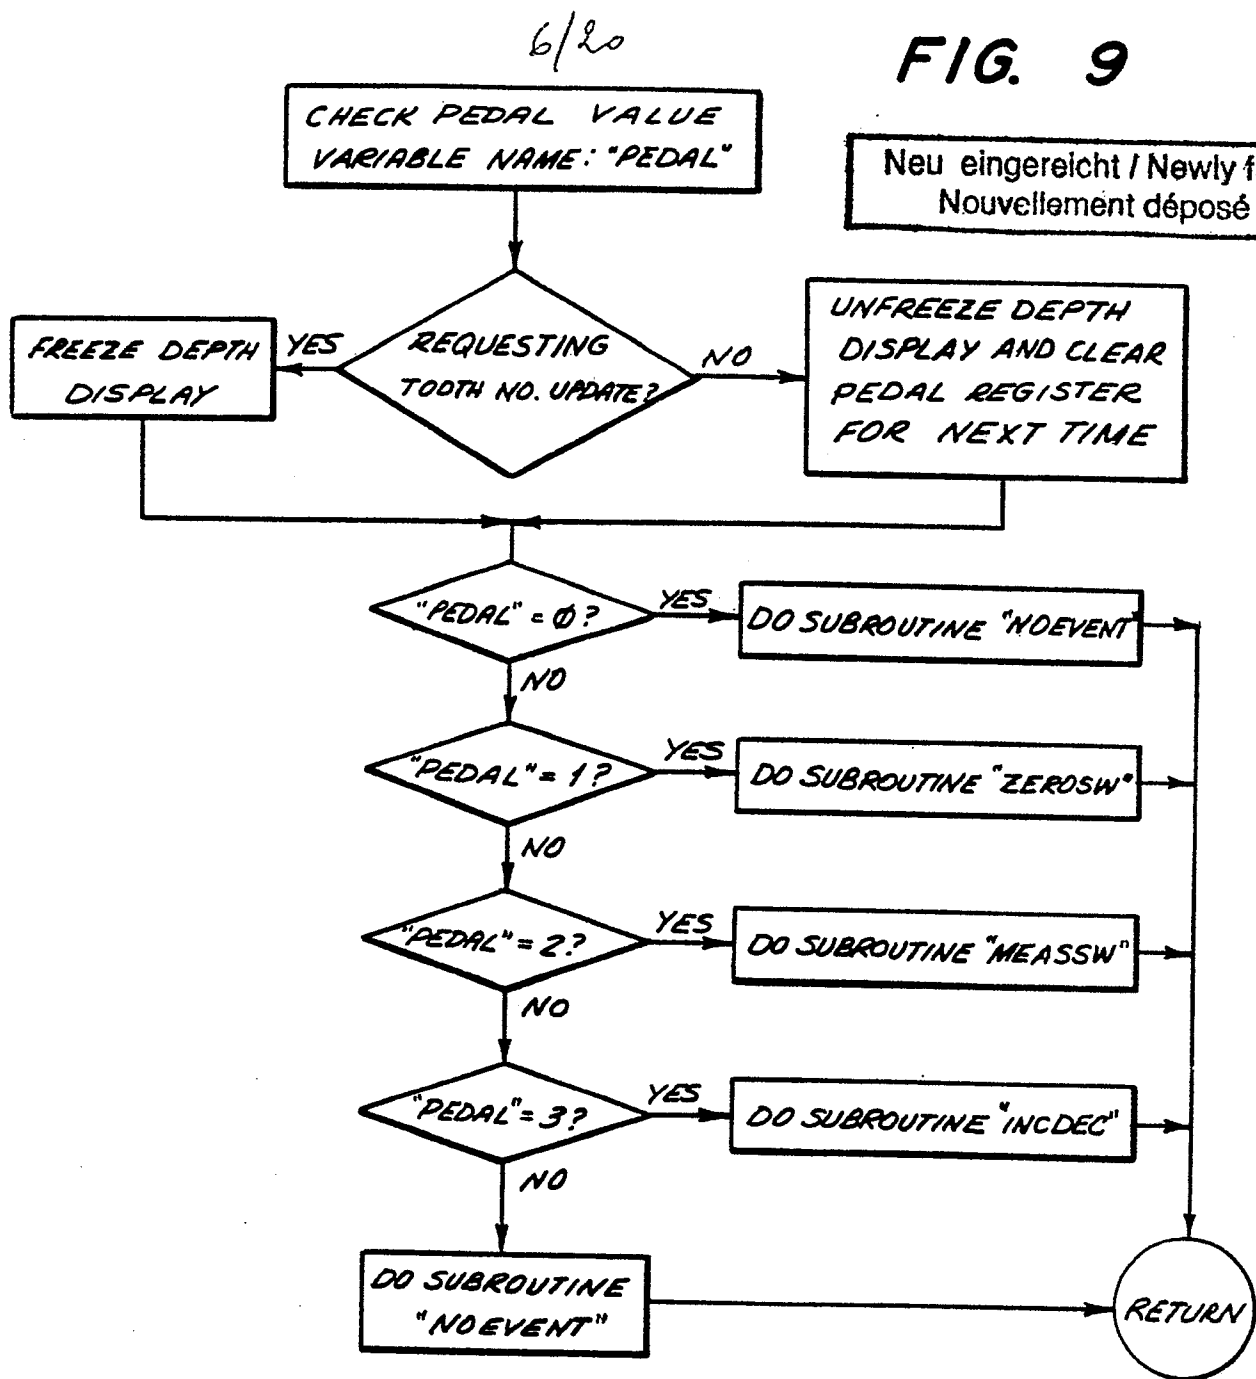 6/20
FIG. 9
CHECK PEDAL VALUE
VARIABLE NAME: "PEDAL"
Neu eingereicht / Newly f
Nouvellement déposé
FREEZE DEPTH
DISPLAY
YES
REQUESTING
TOOTH NO. UPDATE?
NO
UNFREEZE DEPTH
DISPLAY AND CLEAR
PEDAL REGISTER
FOR NEXT TIME
"PEDAL" = Ø?
YES
DO SUBROUTINE "NOEVENT"
NO
"PEDAL" = 1?
YES
DO SUBROUTINE "ZEROSW"
NO
"PEDAL" = 2?
YES
DO SUBROUTINE "MEASSW"
NO
"PEDAL" = 3?
YES
DO SUBROUTINE "INCDEC"
NO
DO SUBROUTINE
"NOEVENT"
RETURN